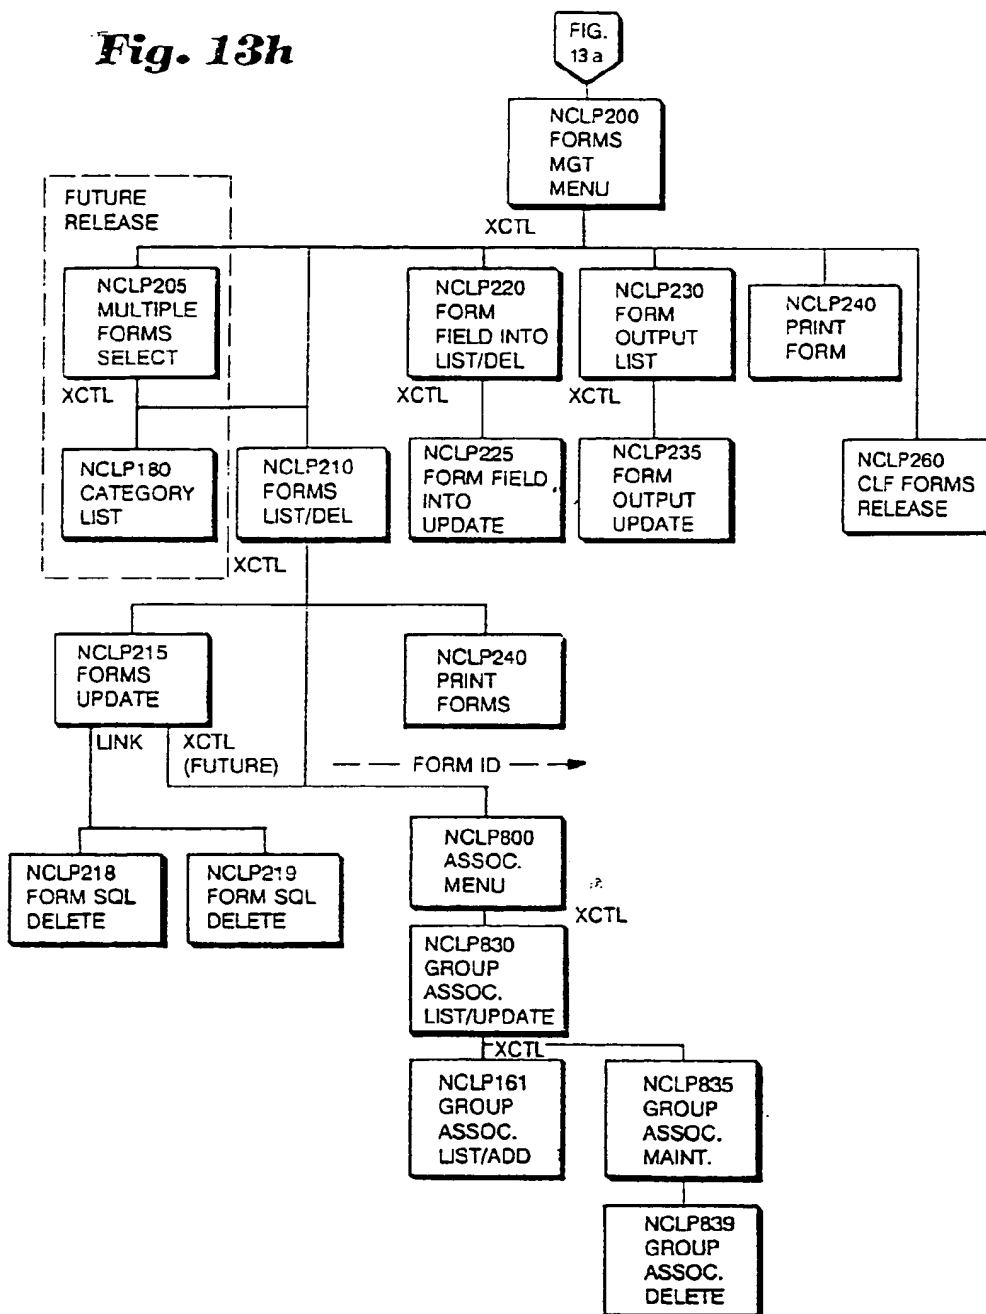 Fig. 13h
FIG.
13a
NCLP200
FORMS
MGT
MENU
XCTL
FUTURE
RELEASE
NCLP205
MULTIPLE
FORMS
SELECT
NCLP220
FORM
FIELD INTO
LIST/DEL
NCLP230
FORM
OUTPUT
LIST
NCLP240
PRINT
FORM
XCTL
XCTL
XCTL
NCLP180
CATEGORY
LIST
NCLP210
FORMS
LIST/DEL
NCLP225
FORM FIELD
INTO
UPDATE
NCLP235
FORM
OUTPUT
UPDATE
NCLP260
CLF FORMS
RELEASE
XCTL
NCLP215
FORMS
UPDATE
NCLP240
PRINT
FORMS
LINK
XCTL
(FUTURE)
FORM ID
NCLP218
FORM SQL
DELETE
NCLP219
FORM SQL
DELETE
NCLP800
ASSOC.
MENU
XCTL
NCLP830
GROUP
ASSOC.
LIST/UPDATE
XCTL
NCLP161
GROUP
ASSOC.
LIST/ADD
NCLP835
GROUP
ASSOC.
MAINT.
NCLP839
GROUP
ASSOC.
DELETE